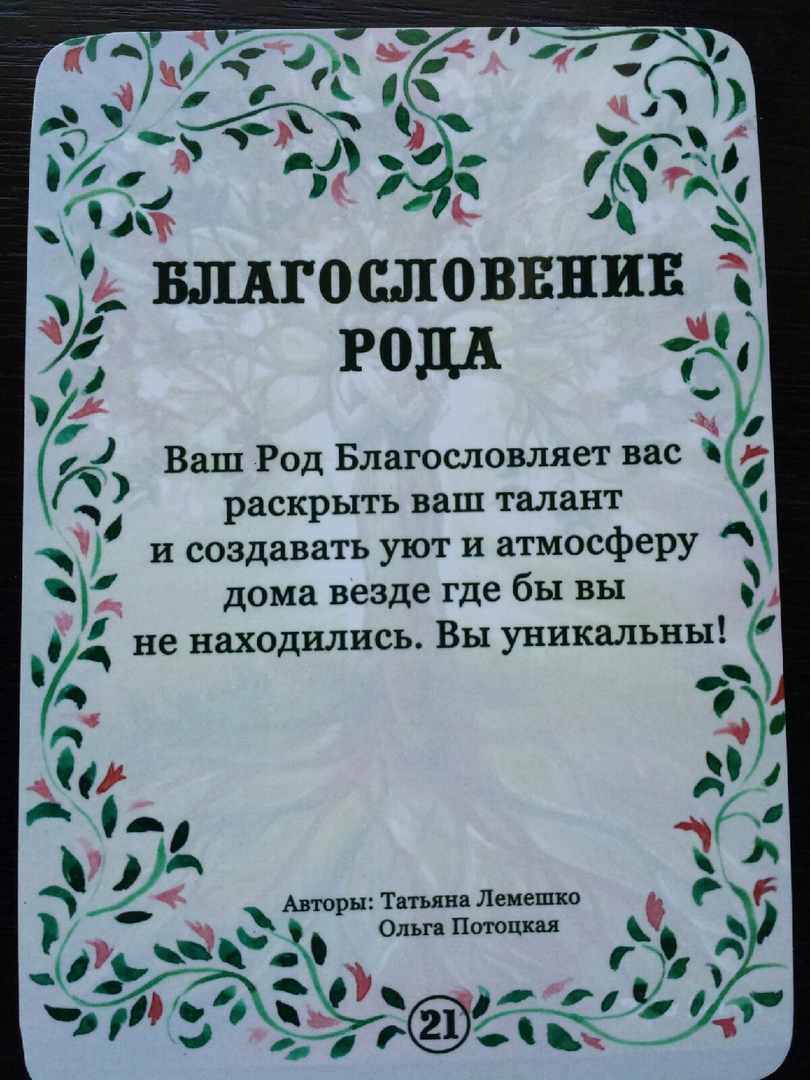 БЛАГОСЛОВЕНИЕ
РОДА
Ваш Род Благословляет вас
раскрыть ваш талант
и создавать уют и атмосферу
дома везде где бы вы
не находились. Вы уникальны!
Авторы: Татьяна Лемешко
Ольга Потоцкая
21